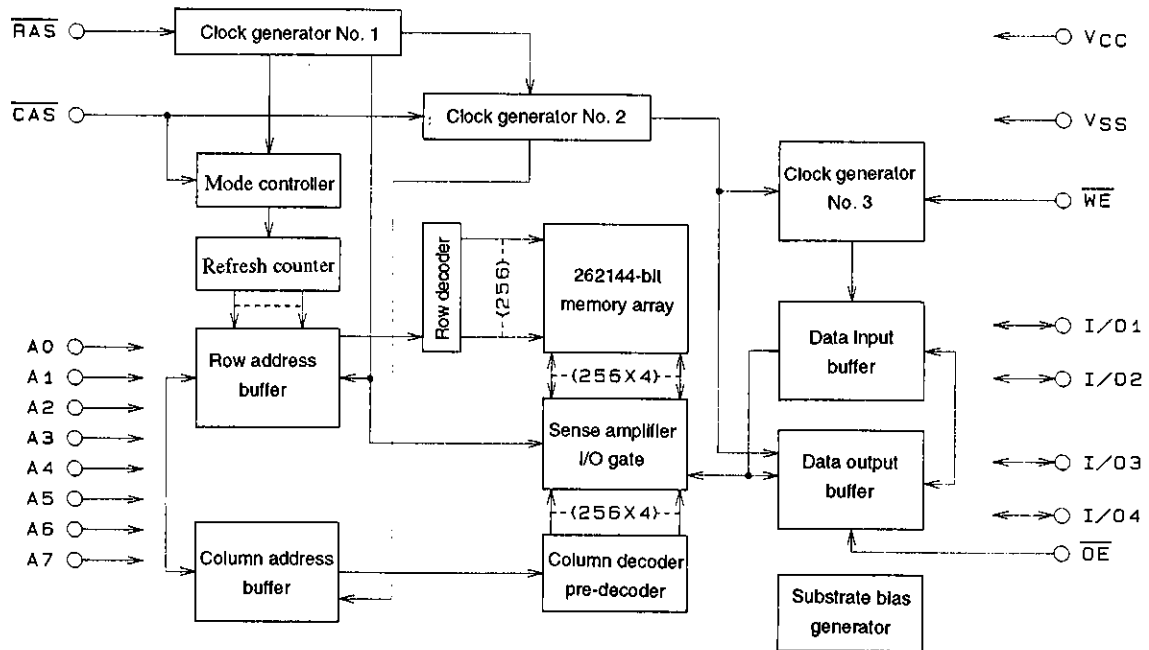 RAS
Clock generator No. 1
VCC
CAS
Clock generator No. 2
VSS
Mode controller
Clock generator
No. 3
WE
Refresh counter
Row decoder
(256)
262144-bit
memory array
Row address
buffer
Data Input
buffer
(256X4)
Sense amplifier
I/O gate
Data output
buffer
(256X4)
Column address
buffer
Column decoder
pre-decoder
Substrate bias
generator
A0
A1
A2
A3
A4
A5
A6
A7
I/O1
I/O2
I/O3
I/O4
OE